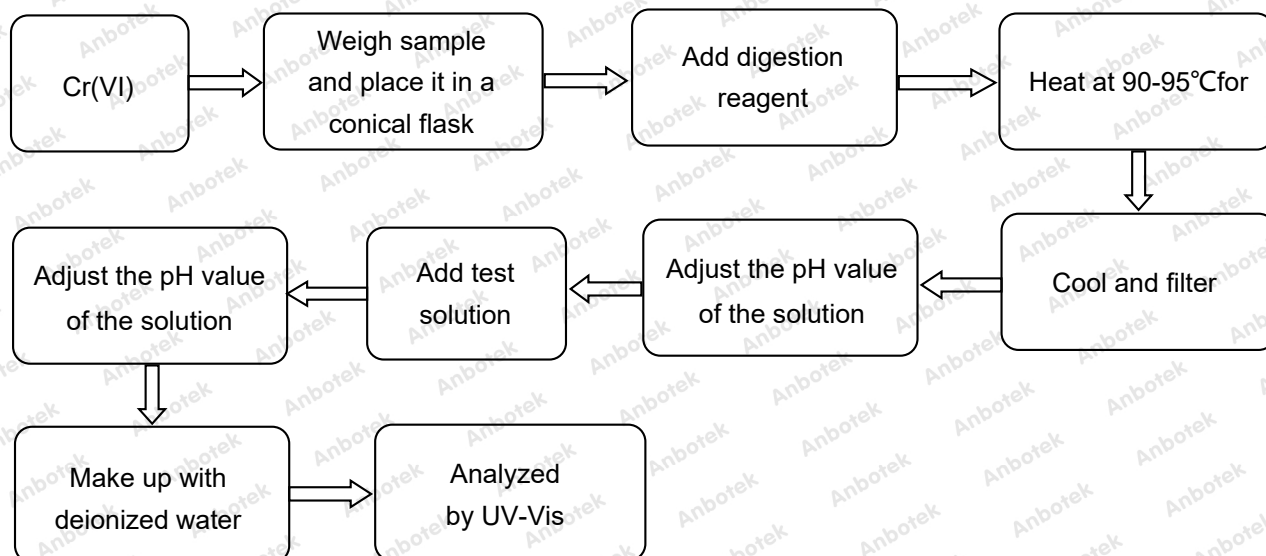 Cr(VI)
Weigh sample
and place it in a
conical flask
Add digestion
reagent
Heat at 90-95℃for
Cool and filter
Adjust the pH value
of the solution
Add test
solution
Adjust the pH value
of the solution
Make up with
deionized water
Analyzed
by UV-Vis
Anbotek